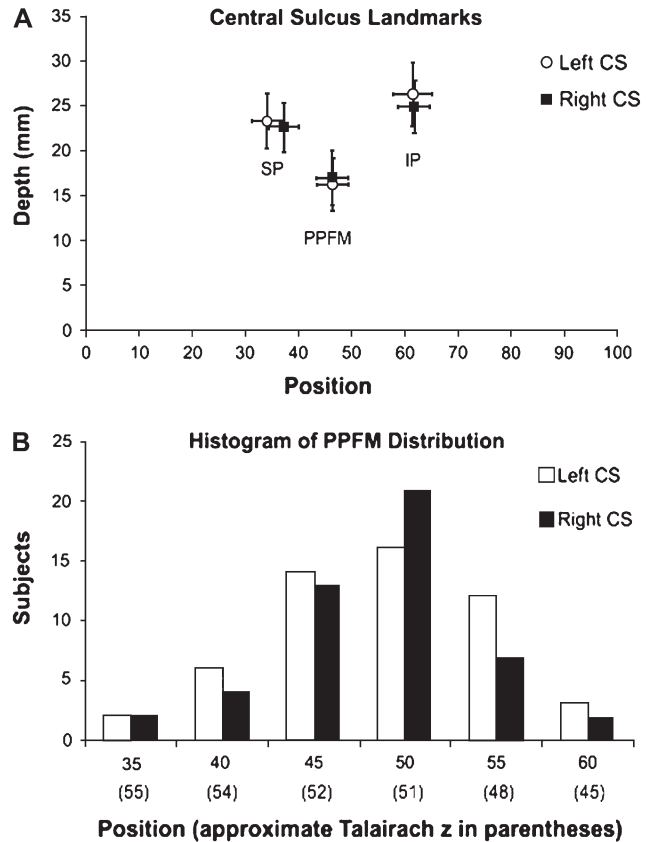 A Central Sulcus Landmarks
35
30
25
20
15
10
5
0
Depth (mm)
Left CS
Right CS
SP
IP
PPFM
0 10 20 30 40 50 60 70 80 90 100
Position
B Histogram of PPFM Distribution
25
20
15
10
5
0
Subjects
Left CS
Right CS
35 40 45 50 55 60
(55) (54) (52) (51) (48) (45)
Position (approximate Talairach z in parentheses)